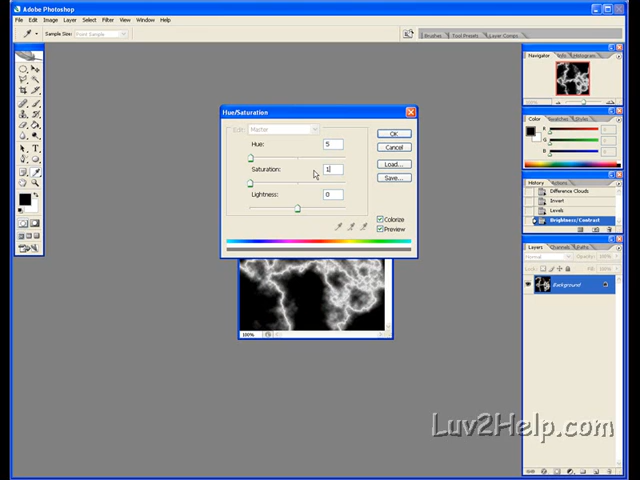 Adobe Photoshop
File Edit Image Layer Select Filter View Window Help
Sample Size: Point Sample
Brushes Tool Presets Layer Comps
Navigator Info Histogram
100%
Hue/Saturation
Edit: Master
Hue: 5
Saturation: 1
Lightness: 0
OK
Cancel
Load...
Save...
Colorize
Preview
Color Swatches Styles
R
G
B
History Actions
Difference Clouds
Invert
Levels
Brightness/Contrast
Layers Channels Paths
Normal Opacity: 100%
Lock: Fill: 100%
Background
100%
Luv2Help.com